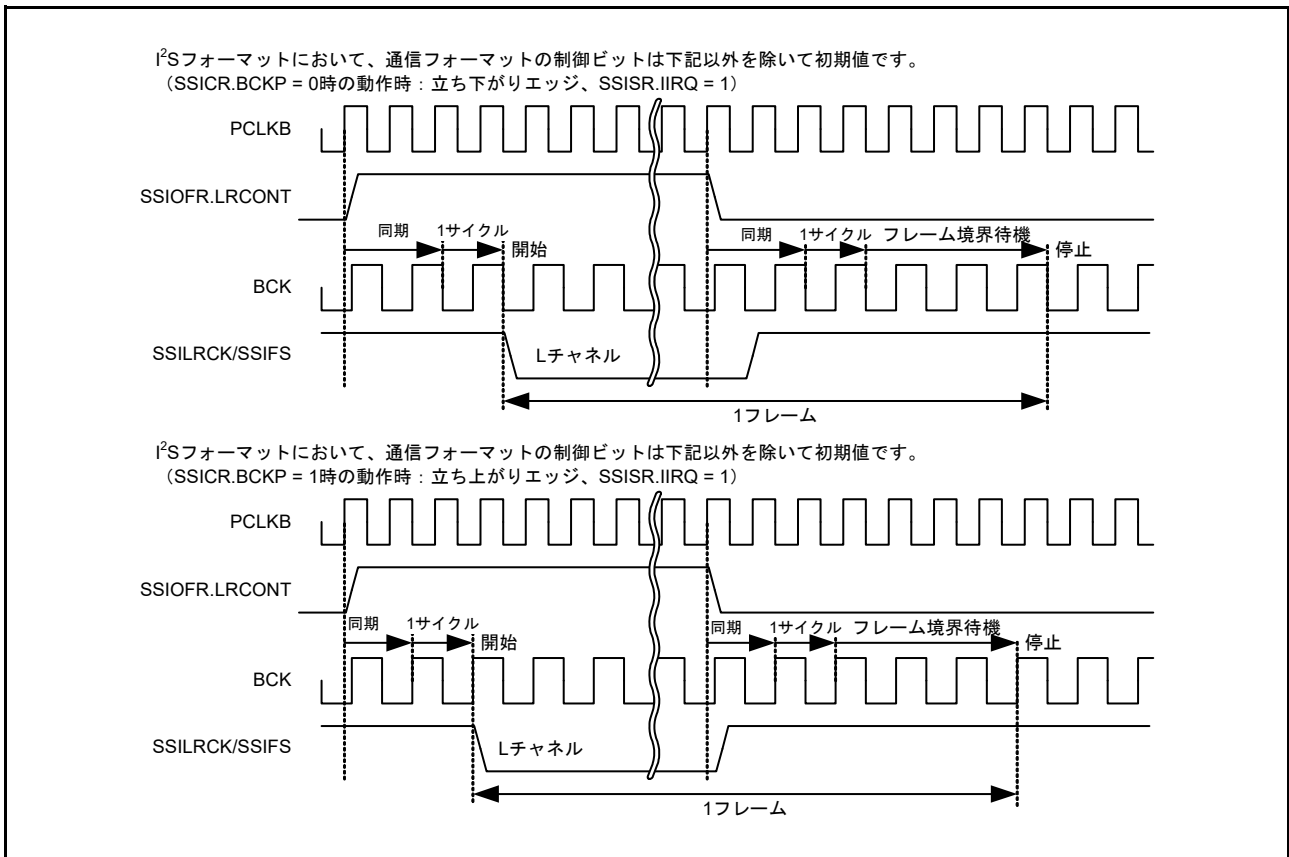 I²Sフォーマットにおいて、通信フォーマットの制御ビットは下記以外を除いて初期値です。
（SSICR.BCKP = 0時の動作時：立ち下がりエッジ、SSISR.IIRQ = 1）
PCLKB
SSIOFR.LRCONT
同期 1サイクル 開始 同期 1サイクル フレーム境界待機 停止
BCK
SSILRCK/SSIFS Lチャネル
1フレーム
I²Sフォーマットにおいて、通信フォーマットの制御ビットは下記以外を除いて初期値です。
（SSICR.BCKP = 1時の動作時：立ち上がりエッジ、SSISR.IIRQ = 1）
PCLKB
SSIOFR.LRCONT
同期 1サイクル 開始 同期 1サイクル フレーム境界待機 停止
BCK
SSILRCK/SSIFS Lチャネル
1フレーム